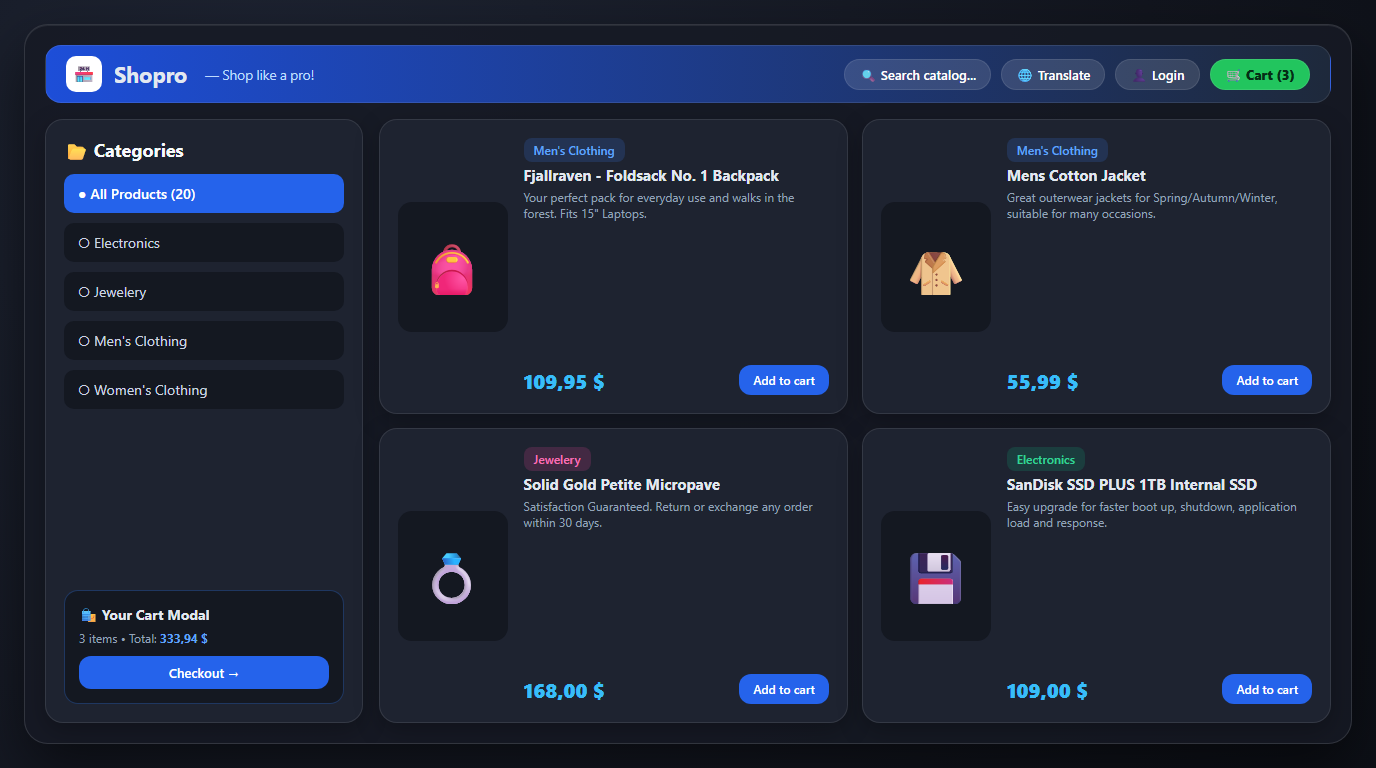 Shopro — Shop like a pro!
🔍 Search catalog...
🌐 Translate
👤 Login
🛒 Cart (3)
📂 Categories
● All Products (20)
○ Electronics
○ Jewelery
○ Men's Clothing
○ Women's Clothing
🛍️ Your Cart Modal
3 items • Total: 333,94 $
Checkout →
Men's Clothing
Fjallraven - Foldsack No. 1 Backpack
Your perfect pack for everyday use and walks in the
forest. Fits 15" Laptops.
109,95 $
Add to cart
Men's Clothing
Mens Cotton Jacket
Great outerwear jackets for Spring/Autumn/Winter,
suitable for many occasions.
55,99 $
Add to cart
Jewelery
Solid Gold Petite Micropave
Satisfaction Guaranteed. Return or exchange any order
within 30 days.
168,00 $
Add to cart
Electronics
SanDisk SSD PLUS 1TB Internal SSD
Easy upgrade for faster boot up, shutdown, application
load and response.
109,00 $
Add to cart